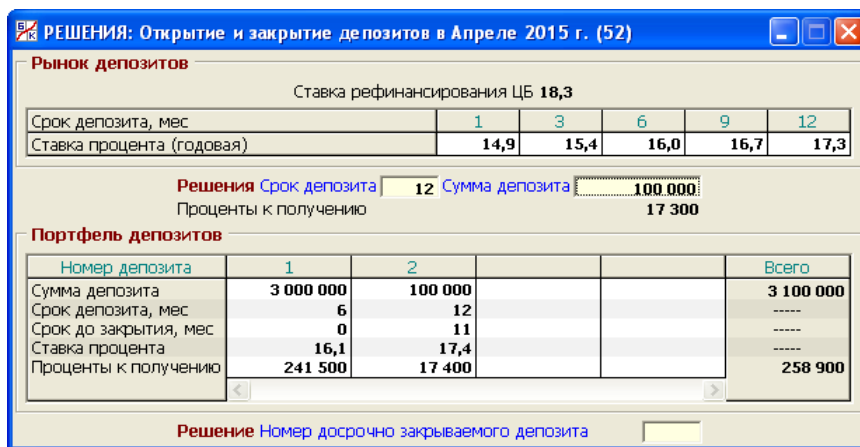 РЕШЕНИЯ: Открытие и закрытие депозитов в Апреле 2015 г. (52)
Рынок депозитов
Ставка рефинансирования ЦБ 18,3
Срок депозита, мес 1 3 6 9 12
Ставка процента (годовая) 14,9 15,4 16,0 16,7 17,3
Решения Срок депозита 12 Сумма депозита 100 000
Проценты к получению 17 300
Портфель депозитов
Номер депозита 1 2 Всего
Сумма депозита 3 000 000 100 000 3 100 000
Срок депозита, мес 6 12 -----
Срок до закрытия, мес 0 11 -----
Ставка процента 16,1 17,4 -----
Проценты к получению 241 500 17 400 258 900
Решение Номер досрочно закрываемого депозита